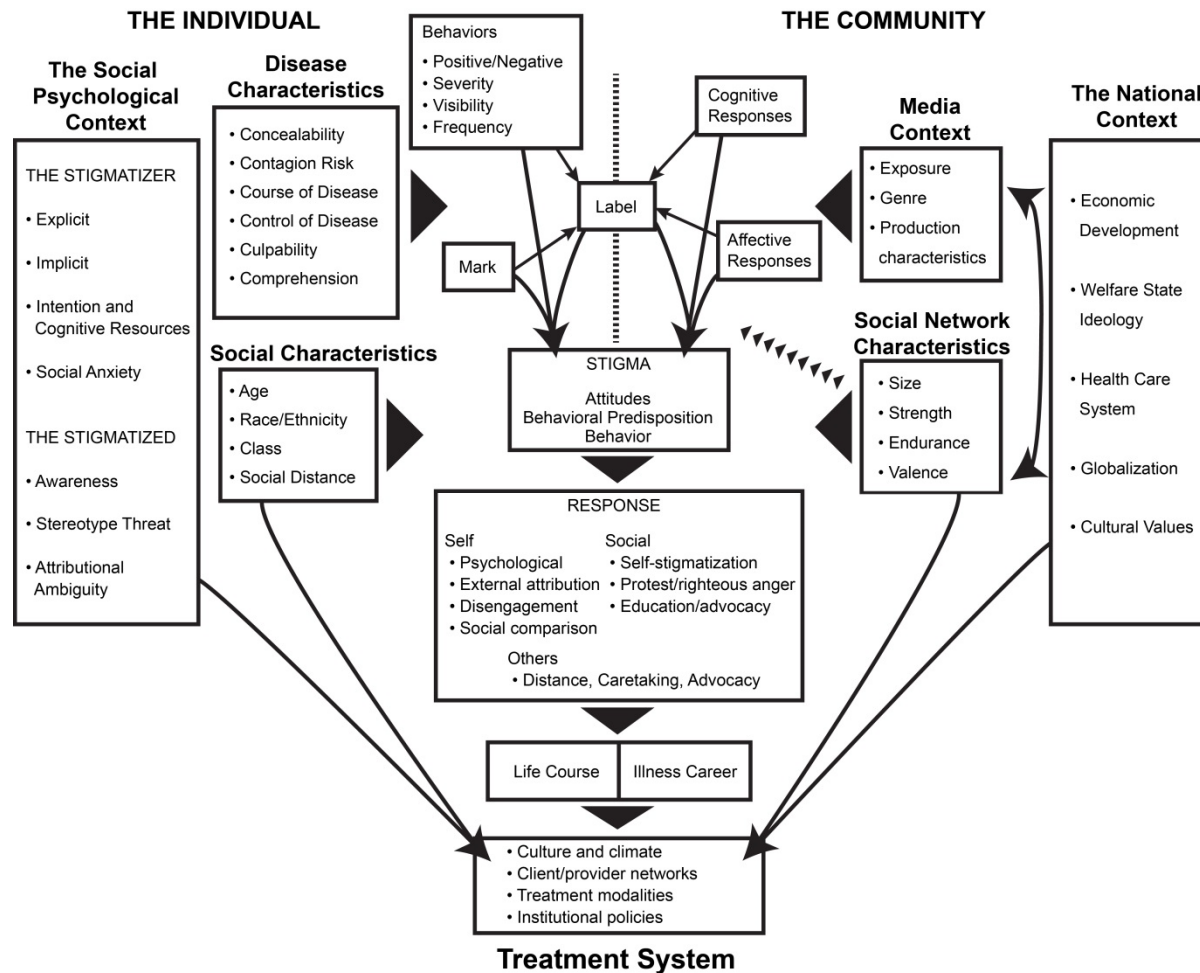 THE INDIVIDUAL
THE COMMUNITY
The Social
Psychological
Context
THE STIGMATIZER
• Explicit
• Implicit
• Intention and
Cognitive Resources
• Social Anxiety
THE STIGMATIZED
• Awareness
• Stereotype Threat
• Attributional
Ambiguity
Disease
Characteristics
• Concealability
• Contagion Risk
• Course of Disease
• Control of Disease
• Culpability
• Comprehension
Social Characteristics
• Age
• Race/Ethnicity
• Class
• Social Distance
Behaviors
• Positive/Negative
• Severity
• Visibility
• Frequency
Cognitive
Responses
Label
Mark
Affective
Responses
Media
Context
• Exposure
• Genre
• Production
characteristics
Social Network
Characteristics
• Size
• Strength
• Endurance
• Valence
The National
Context
• Economic
Development
• Welfare State
Ideology
• Health Care
System
• Globalization
• Cultural Values
STIGMA
Attitudes
Behavioral Predisposition
Behavior
RESPONSE
Self
• Psychological
• External attribution
• Disengagement
• Social comparison
Social
• Self-stigmatization
• Protest/righteous anger
• Education/advocacy
Others
• Distance, Caretaking, Advocacy
Life Course
Illness Career
• Culture and climate
• Client/provider networks
• Treatment modalities
• Institutional policies
Treatment System